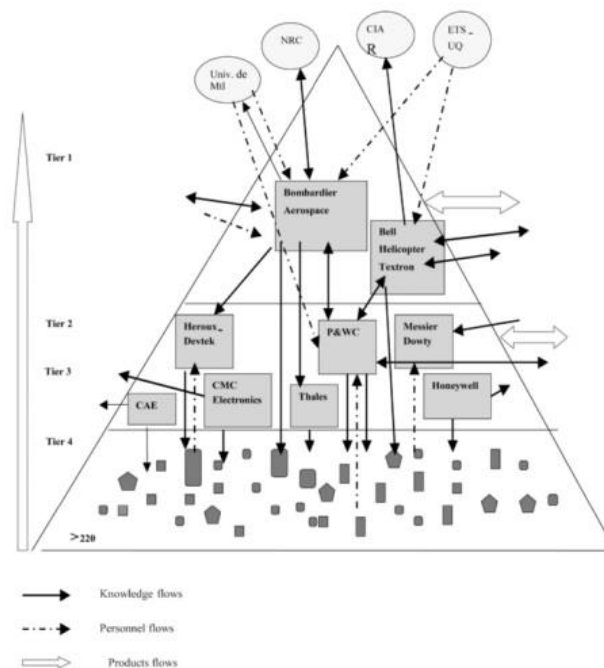 CIA
R
ETS-
UQ
NRC
Univ. de
Mtl
Tier 1
Bombardier
Aerospace
Bell
Helicopter
Textron
Tier 2
Heroux-
Devtek
P&WC
Messier
Dowty
Tier 3
CMC
Electronics
Thales
Honeywell
CAE
Tier 4
>220
Knowledge flows
Personnel flows
Products flows